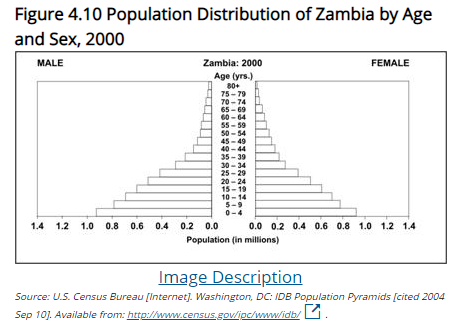 Figure 4.10 Population Distribution of Zambia by Age
and Sex, 2000
MALE
Zambia: 2000
FEMALE
Age (yrs.)
80+
75 – 79
70 – 74
65 – 69
60 – 64
55 – 59
50 – 54
45 – 49
40 – 44
35 – 39
30 – 34
25 – 29
20 – 24
15 – 19
10 – 14
5 – 9
0 – 4
1.4 1.2 1.0 0.8 0.6 0.4 0.2 0.0 0.0 0.2 0.4 0.6 0.8 1.0 1.2 1.4
Population (in millions)
Image Description
Source: U.S. Census Bureau [Internet]. Washington, DC: IDB Population Pyramids [cited 2004
Sep 10]. Available from: http://www.census.gov/ipc/www/idb/ .